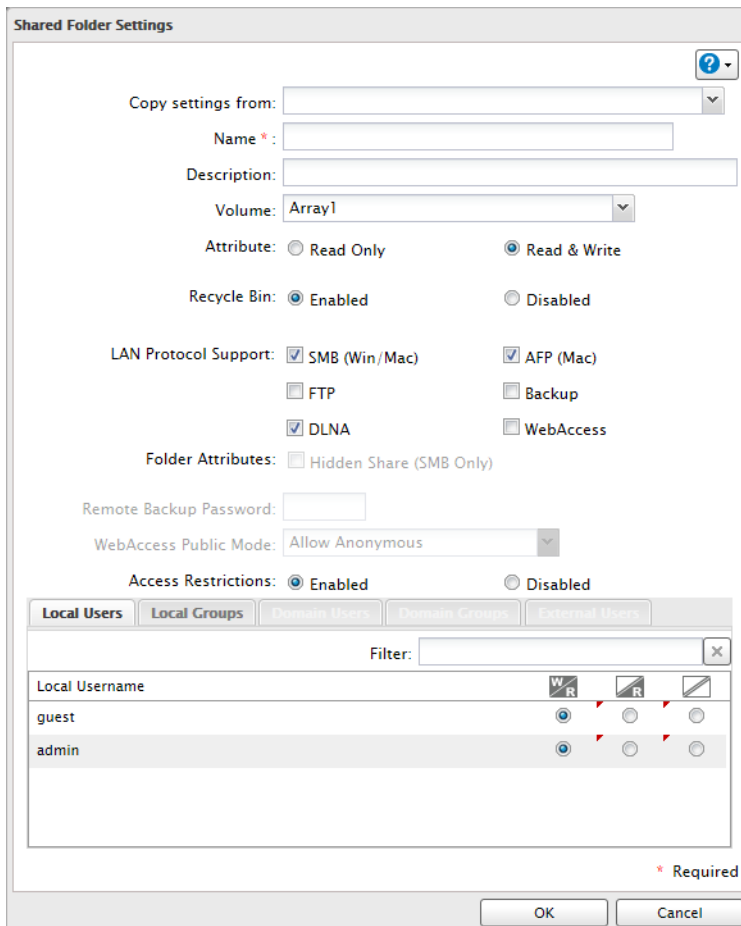 Shared Folder Settings
?
Copy settings from:
Name * :
Description:
Volume: Array1
Attribute: Read Only Read & Write
Recycle Bin: Enabled Disabled
LAN Protocol Support: SMB (Win/Mac) AFP (Mac)
FTP Backup
DLNA WebAccess
Folder Attributes: Hidden Share (SMB Only)
Remote Backup Password:
WebAccess Public Mode: Allow Anonymous
Access Restrictions: Enabled Disabled
Local Users Local Groups Domain Users Domain Groups External Users
Filter:
Local Username W/R R
guest
admin
* Required
OK Cancel